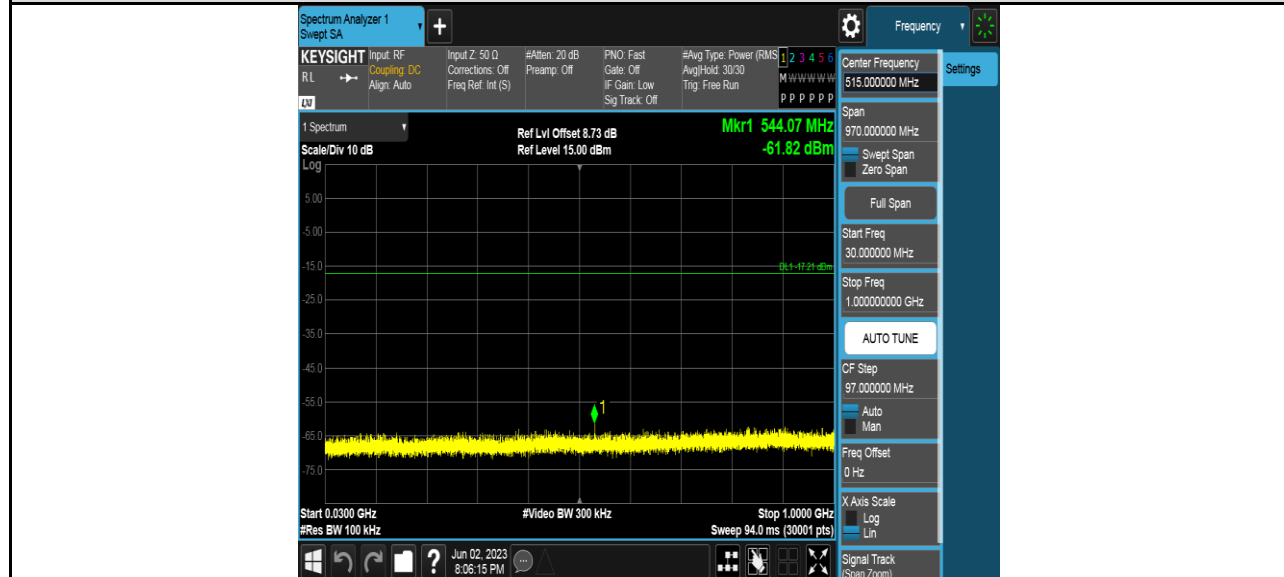 Spectrum Analyzer 1
Swept SA
+
Frequency
KEYSIGHT
RL
LXI
Input: RF
Coupling: DC
Align: Auto
Input Z: 50 Ω
Corrections: Off
Freq Ref: Int (S)
#Atten: 20 dB
Preamp: Off
PNO: Fast
Gate: Off
IF Gain: Low
Sig Track: Off
#Avg Type: Power (RMS
Avg|Hold: 30/30
Trig: Free Run
1 2 3 4 5 6
M W W W W W
P P P P P P
1 Spectrum
Scale/Div 10 dB
Ref Lvl Offset 8.73 dB
Ref Level 15.00 dBm
Mkr1 544.07 MHz
-61.82 dBm
Log
5.00
-5.00
-15.0
DL1 -17.21 dBm
-25.0
-35.0
-45.0
-55.0
1
-65.0
-75.0
Start 0.0300 GHz
#Video BW 300 kHz
Stop 1.0000 GHz
#Res BW 100 kHz
Sweep 94.0 ms (30001 pts)
?
Jun 02, 2023
8:06:15 PM
Center Frequency
515.000000 MHz
Settings
Span
970.000000 MHz
Swept Span
Zero Span
Full Span
Start Freq
30.000000 MHz
Stop Freq
1.000000000 GHz
AUTO TUNE
CF Step
97.000000 MHz
Auto
Man
Freq Offset
0 Hz
X Axis Scale
Log
Lin
Signal Track
(Span Zoom)